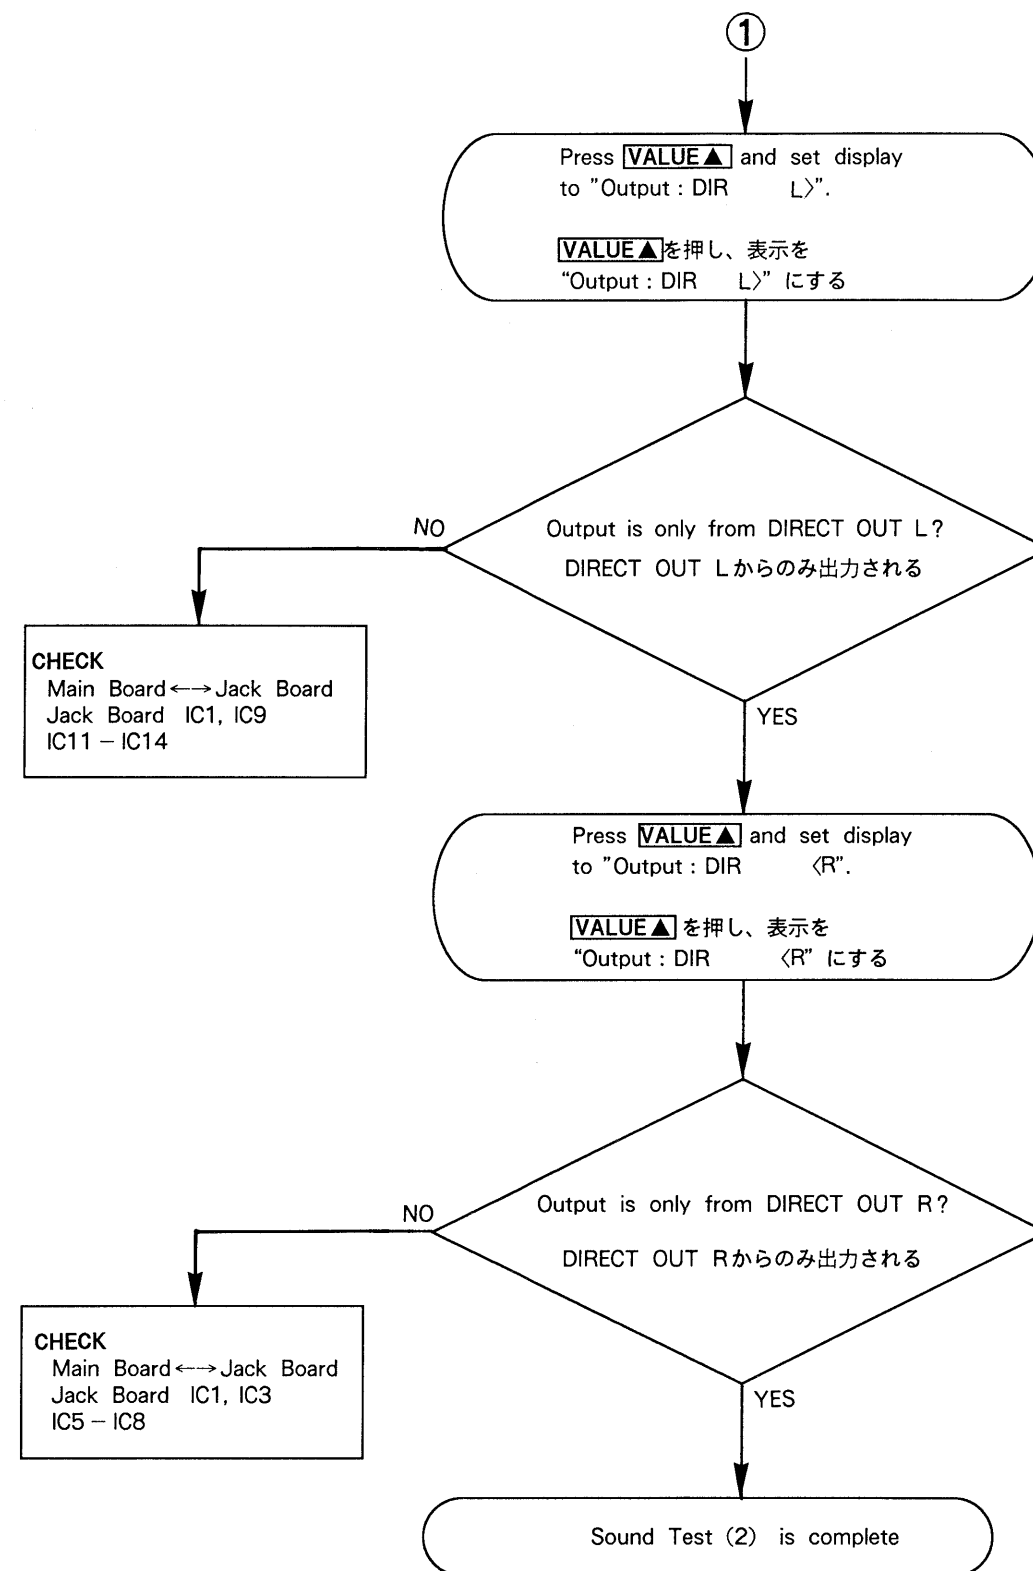 ①
Press VALUE▲ and set display
to ”Output : DIR L〉”.
VALUE▲を押し、表示を
“Output : DIR L〉” にする
Output is only from DIRECT OUT L?
DIRECT OUT Lからのみ出力される
NO
CHECK
Main Board←→Jack Board
Jack Board IC1, IC9
IC11 – IC14
YES
Press VALUE▲ and set display
to ”Output : DIR 〈R”.
VALUE▲ を押し、表示を
“Output : DIR 〈R” にする
Output is only from DIRECT OUT R?
DIRECT OUT Rからのみ出力される
NO
CHECK
Main Board←→Jack Board
Jack Board IC1, IC3
IC5 – IC8
YES
Sound Test (2) is complete